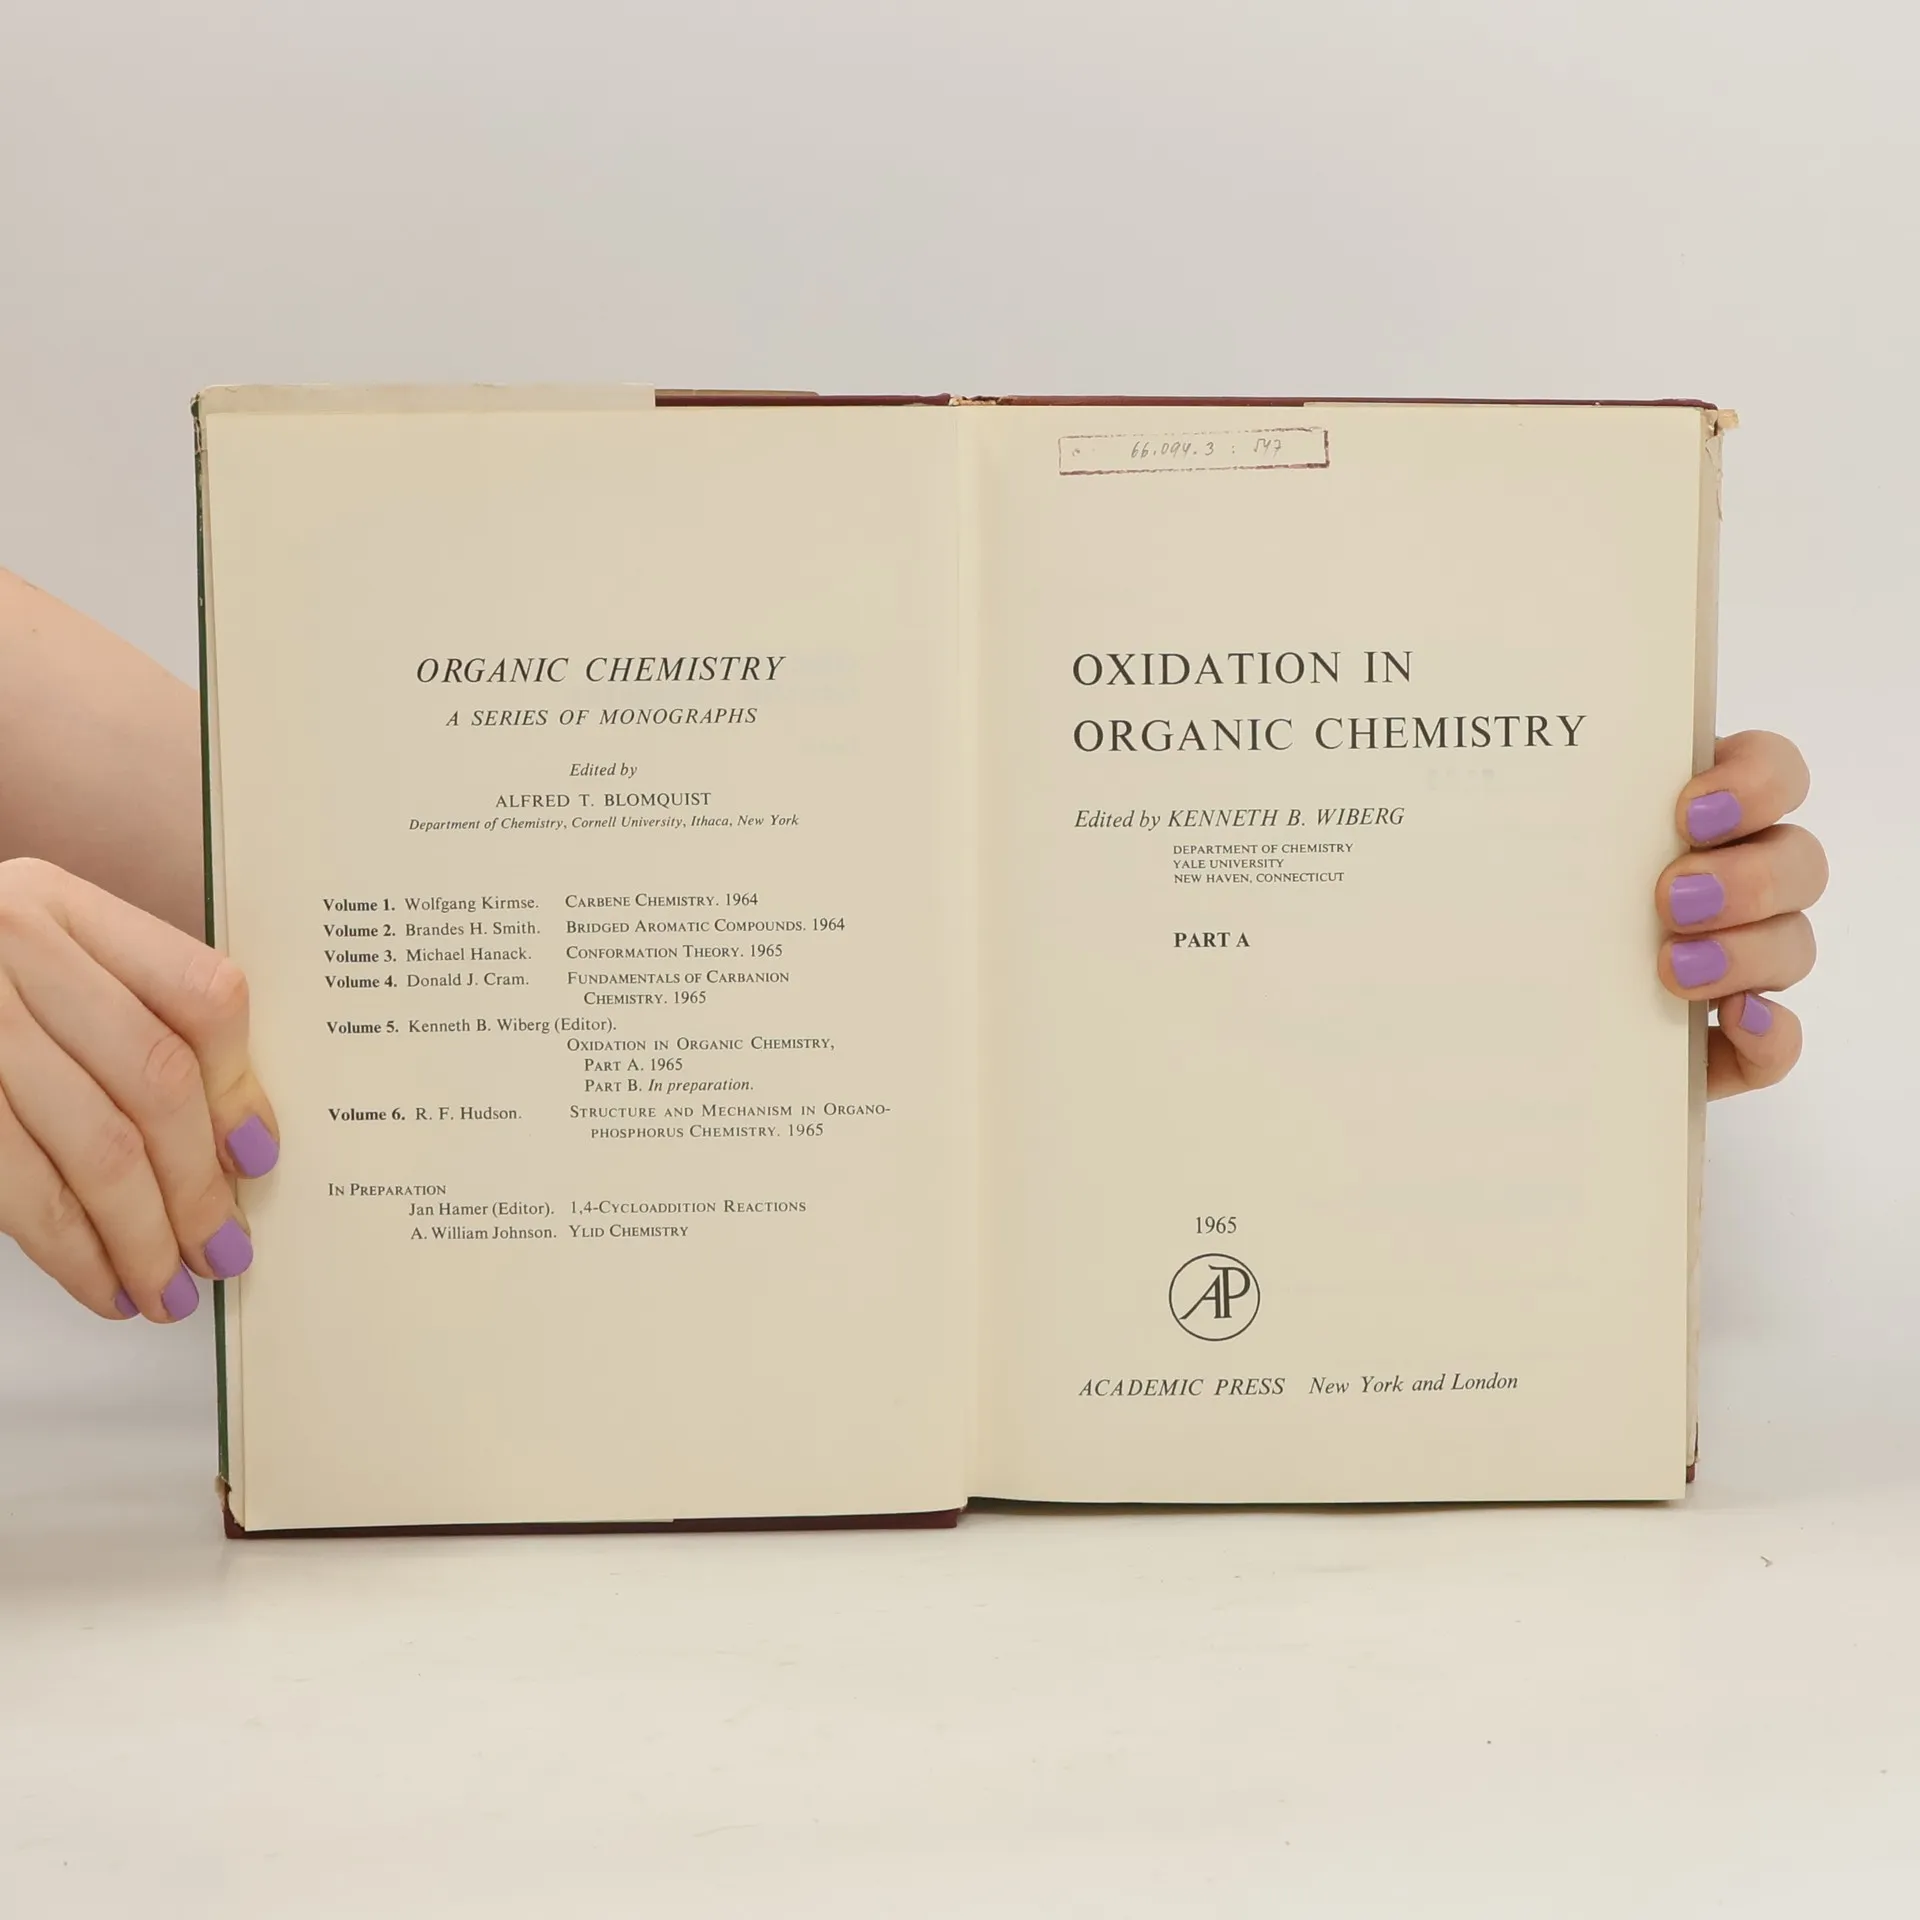 ORGANIC CHEMISTRY
A SERIES OF MONOGRAPHS
Edited by
ALFRED T. BLOMQUIST
Department of Chemistry, Cornell University, Ithaca, New York
Volume 1. Wolfgang Kirmse. CARBENE CHEMISTRY. 1964
Volume 2. Brandes H. Smith. BRIDGED AROMATIC COMPOUNDS. 1964
Volume 3. Michael Hanack. CONFORMATION THEORY. 1965
Volume 4. Donald J. Cram. FUNDAMENTALS OF CARBANION
CHEMISTRY. 1965
Volume 5. Kenneth B. Wiberg (Editor).
OXIDATION IN ORGANIC CHEMISTRY,
PART A. 1965
PART B. In preparation.
Volume 6. R. F. Hudson. STRUCTURE AND MECHANISM IN ORGANO-
PHOSPHORUS CHEMISTRY. 1965
IN PREPARATION
Jan Hamer (Editor). 1,4-CYCLOADDITION REACTIONS
A. William Johnson. YLID CHEMISTRY
66.094.3 : 547
OXIDATION IN
ORGANIC CHEMISTRY
Edited by KENNETH B. WIBERG
DEPARTMENT OF CHEMISTRY
YALE UNIVERSITY
NEW HAVEN, CONNECTICUT
PART A
1965
AP
ACADEMIC PRESS New York and London